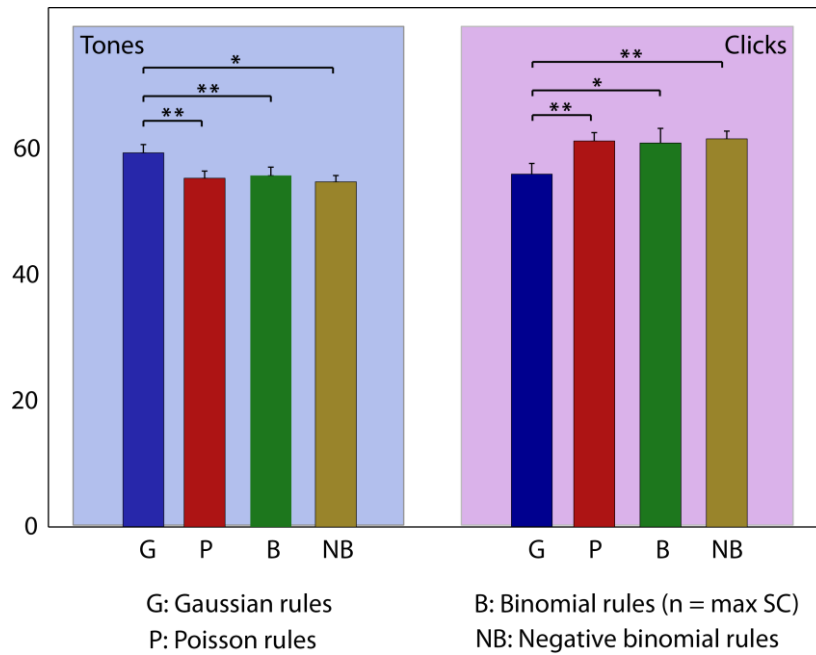 Tones
Clicks
*
**
**
**
*
**
60
40
20
0
G P B NB
G P B NB
G: Gaussian rules
P: Poisson rules
B: Binomial rules (n = max SC)
NB: Negative binomial rules